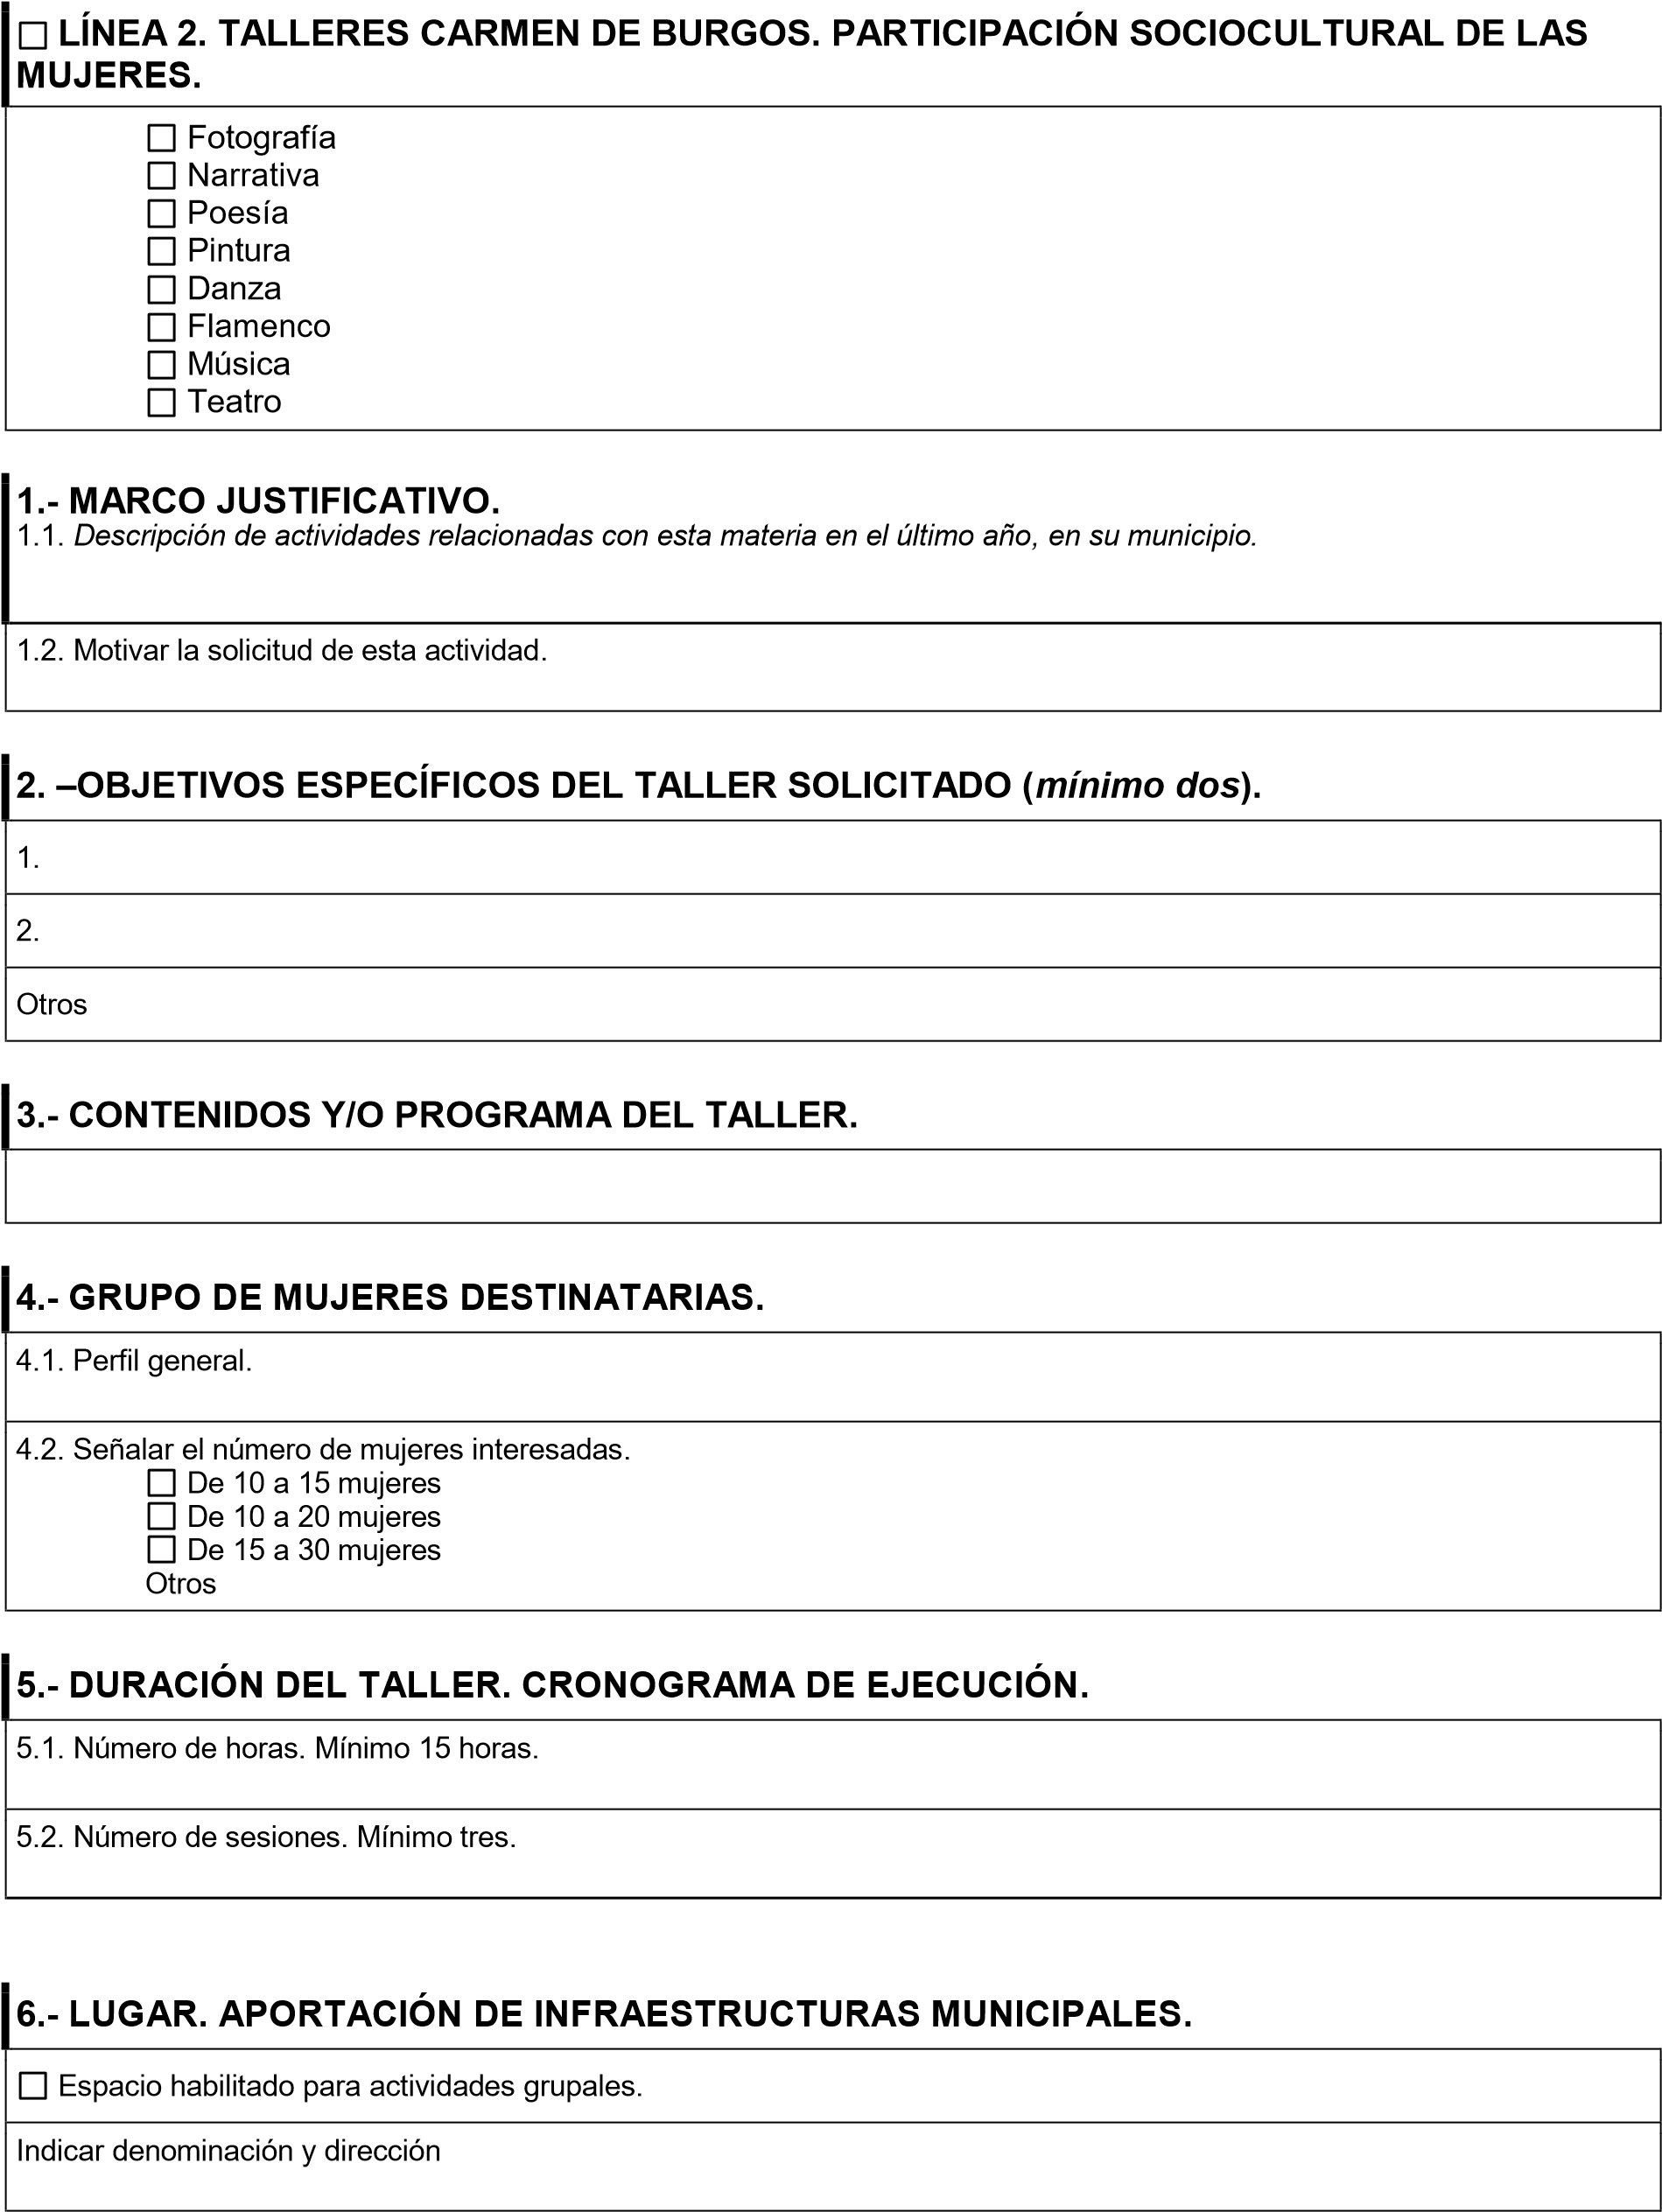 ☐ LÍNEA 2. TALLERES CARMEN DE BURGOS. PARTICIPACIÓN SOCIOCULTURAL DE LAS
MUJERES.
☐ Fotografía
☐ Narrativa
☐ Poesía
☐ Pintura
☐ Danza
☐ Flamenco
☐ Música
☐ Teatro
1.- MARCO JUSTIFICATIVO.
1.1. Descripción de actividades relacionadas con esta materia en el último año, en su municipio.
1.2. Motivar la solicitud de esta actividad.
2. –OBJETIVOS ESPECÍFICOS DEL TALLER SOLICITADO (mínimo dos).
1.
2.
Otros
3.- CONTENIDOS Y/O PROGRAMA DEL TALLER.
4.- GRUPO DE MUJERES DESTINATARIAS.
4.1. Perfil general.
4.2. Señalar el número de mujeres interesadas.
☐ De 10 a 15 mujeres
☐ De 10 a 20 mujeres
☐ De 15 a 30 mujeres
Otros
5.- DURACIÓN DEL TALLER. CRONOGRAMA DE EJECUCIÓN.
5.1. Número de horas. Mínimo 15 horas.
5.2. Número de sesiones. Mínimo tres.
6.- LUGAR. APORTACIÓN DE INFRAESTRUCTURAS MUNICIPALES.
☐ Espacio habilitado para actividades grupales.
Indicar denominación y dirección